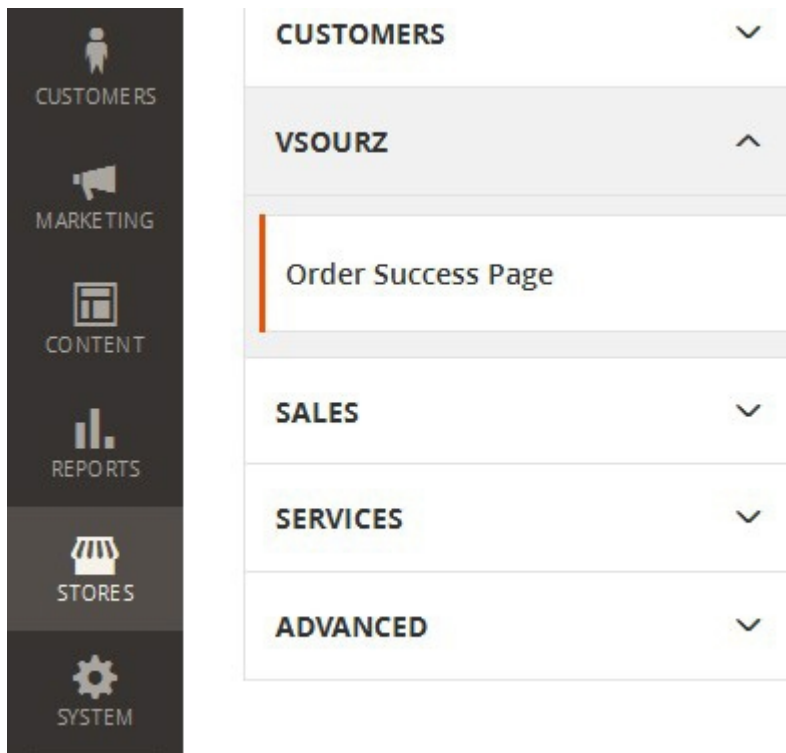 CUSTOMERS
MARKETING
CONTENT
REPORTS
STORES
SYSTEM
CUSTOMERS
VSOURZ
Order Success Page
SALES
SERVICES
ADVANCED